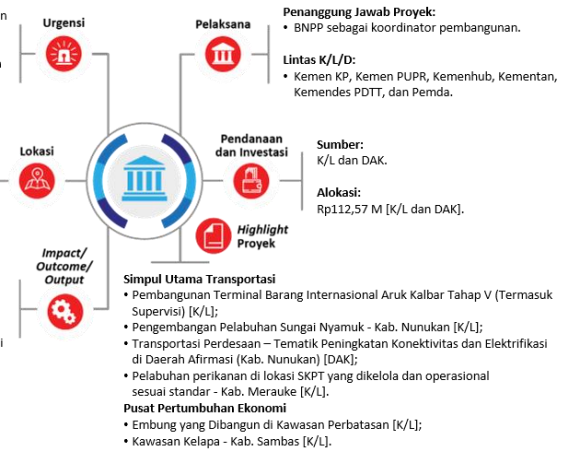 n
Urgensi
Pelaksana
Penanggung Jawab Proyek:
• BNPP sebagai koordinator pembangunan.
Lintas K/L/D:
• Kemen KP, Kemen PUPR, Kemenhub, Kementan,
Kemendes PDTT, dan Pemda.
Lokasi
Pendanaan
dan Investasi
Sumber:
K/L dan DAK.
Alokasi:
Rp112,57 M [K/L dan DAK].
Highlight
Proyek
Impact/
Outcome/
Output
i
Simpul Utama Transportasi
• Pembangunan Terminal Barang Internasional Aruk Kalbar Tahap V (Termasuk
Supervisi) [K/L];
• Pengembangan Pelabuhan Sungai Nyamuk - Kab. Nunukan [K/L];
• Transportasi Perdesaan – Tematik Peningkatan Konektivitas dan Elektrifikasi
di Daerah Afirmasi (Kab. Nunukan) [DAK];
• Pelabuhan perikanan di lokasi SKPT yang dikelola dan operasional
sesuai standar - Kab. Merauke [K/L].
Pusat Pertumbuhan Ekonomi
• Embung yang Dibangun di Kawasan Perbatasan [K/L];
• Kawasan Kelapa - Kab. Sambas [K/L].